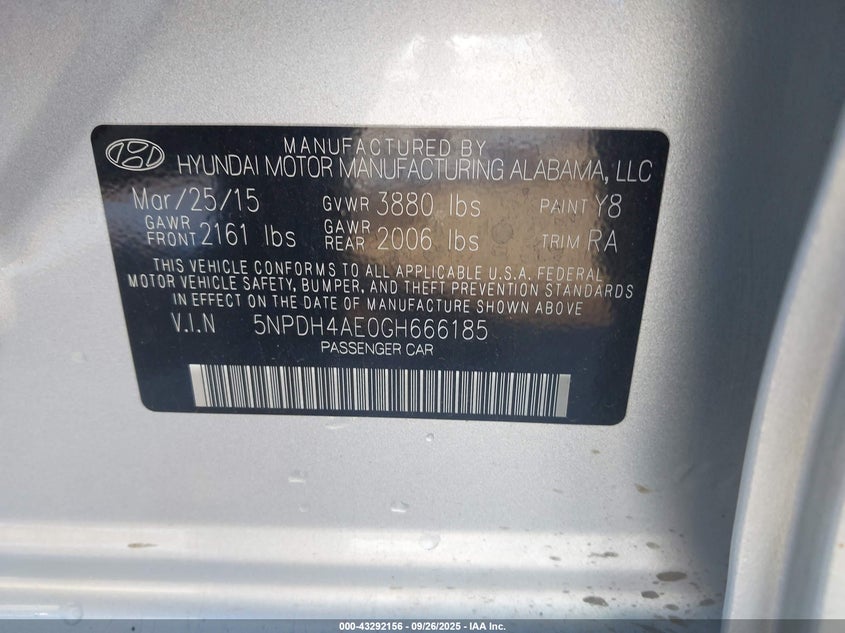 MANUFACTURED BY
HYUNDAI MOTOR MANUFACTURING ALABAMA, LLC
Mar/25/15 GVWR 3880 lbs PAINT Y8
GAWR FRONT 2161 lbs GAWR REAR 2006 lbs TRIM RA
THIS VEHICLE CONFORMS TO ALL APPLICABLE U.S.A. FEDERAL
MOTOR VEHICLE SAFETY, BUMPER, AND THEFT PREVENTION STANDARDS
IN EFFECT ON THE DATE OF MANUFACTURE SHOWN ABOVE
V.I.N 5NPDH4AE0GH666185
PASSENGER CAR
000-43292156 - 09/26/2025 - IAA Inc.